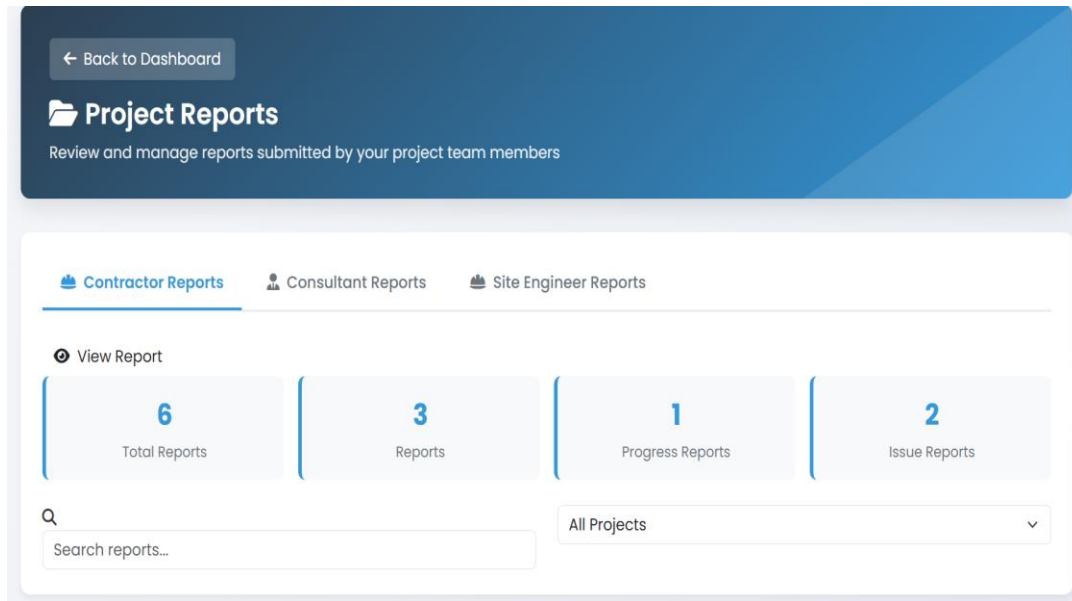 ← Back to Dashboard
Project Reports
Review and manage reports submitted by your project team members
Contractor Reports Consultant Reports Site Engineer Reports
View Report
6 3 1 2
Total Reports Reports Progress Reports Issue Reports
All Projects
Search reports...